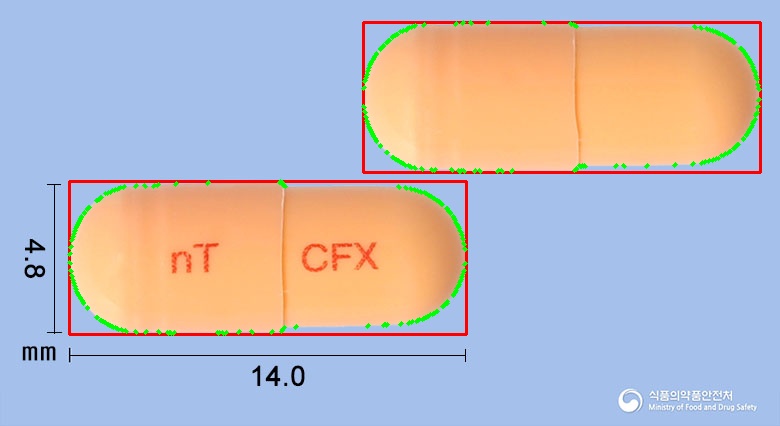 nT CFX
4.8
mm
14.0
식품의약품안전처
Ministry of Food and Drug Safety